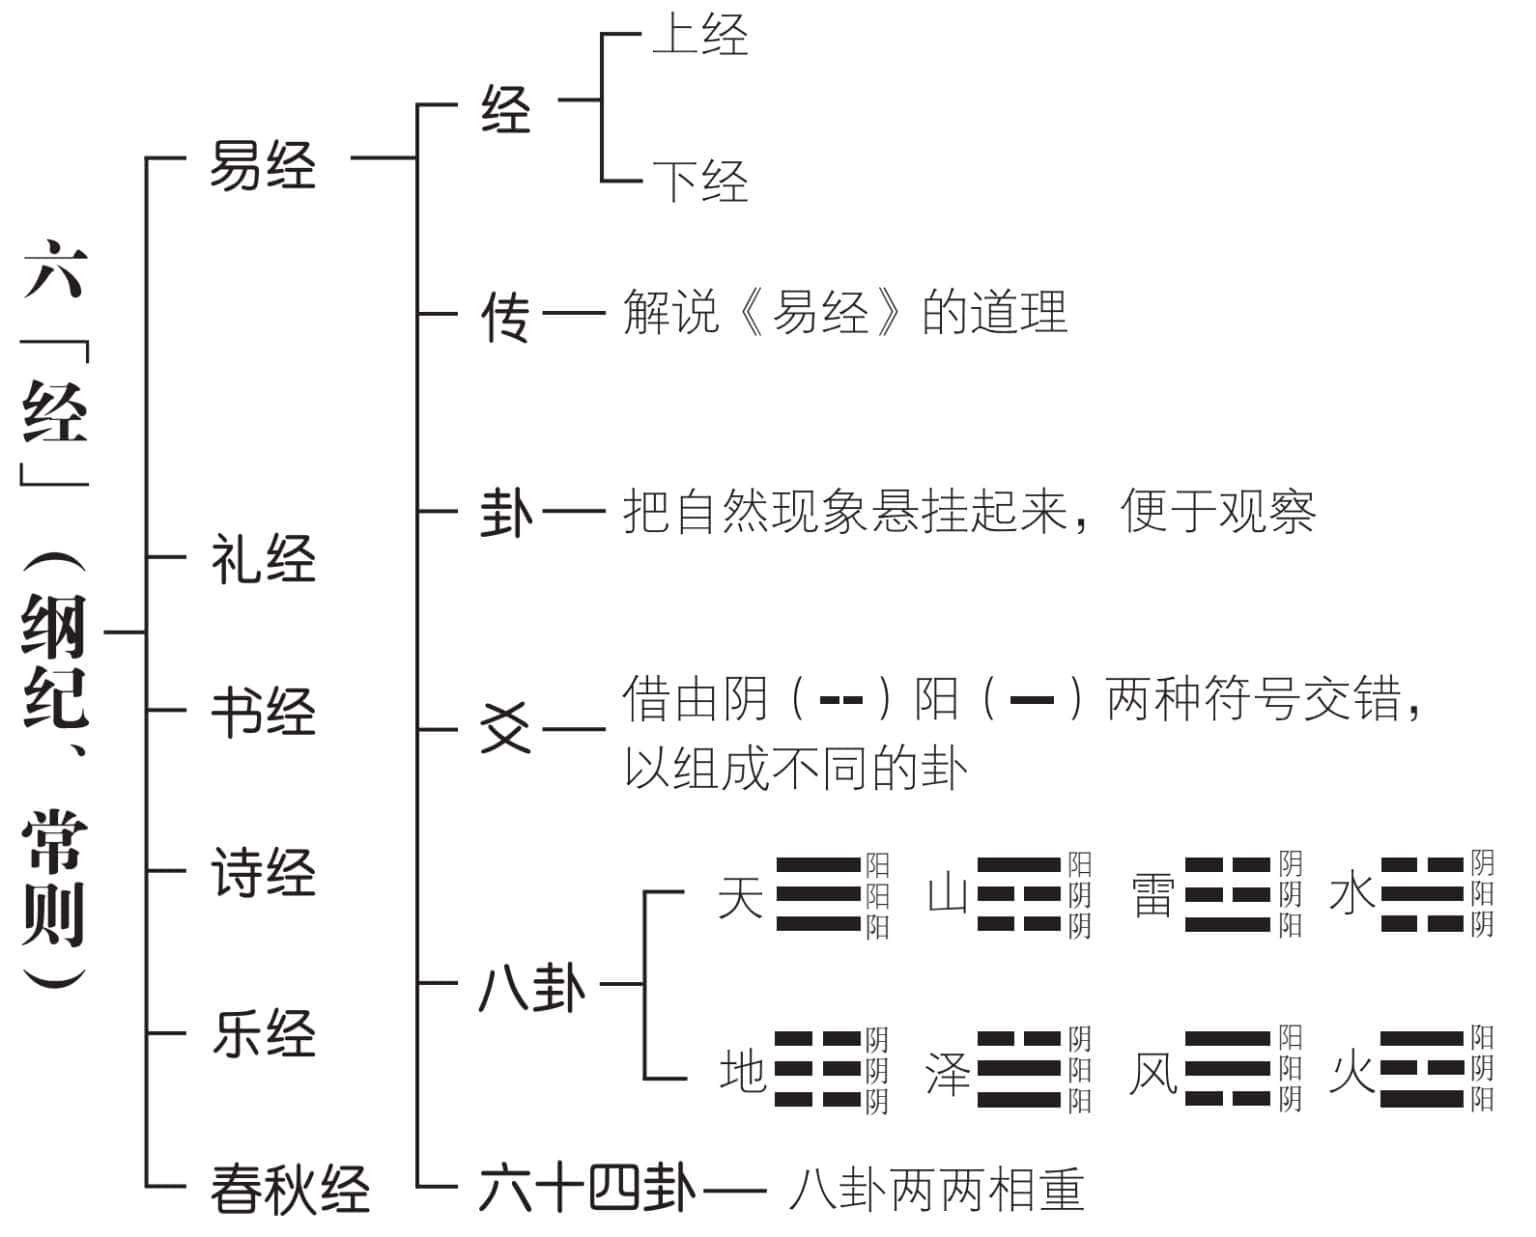 六「经」（纲纪、常则）
易经
礼经
书经
诗经
乐经
春秋经
经
上经
下经
传
解说《易经》的道理
卦
把自然现象悬挂起来，便于观察
爻
借由阴（--）阳（—）两种符号交错，
以组成不同的卦
八卦
天
阳
阳
阳
山
阳
阴
阴
雷
阴
阴
阳
水
阴
阳
阴
地
阴
阴
阴
泽
阴
阳
阳
风
阳
阳
阴
火
阳
阴
阳
六十四卦
八卦两两相重